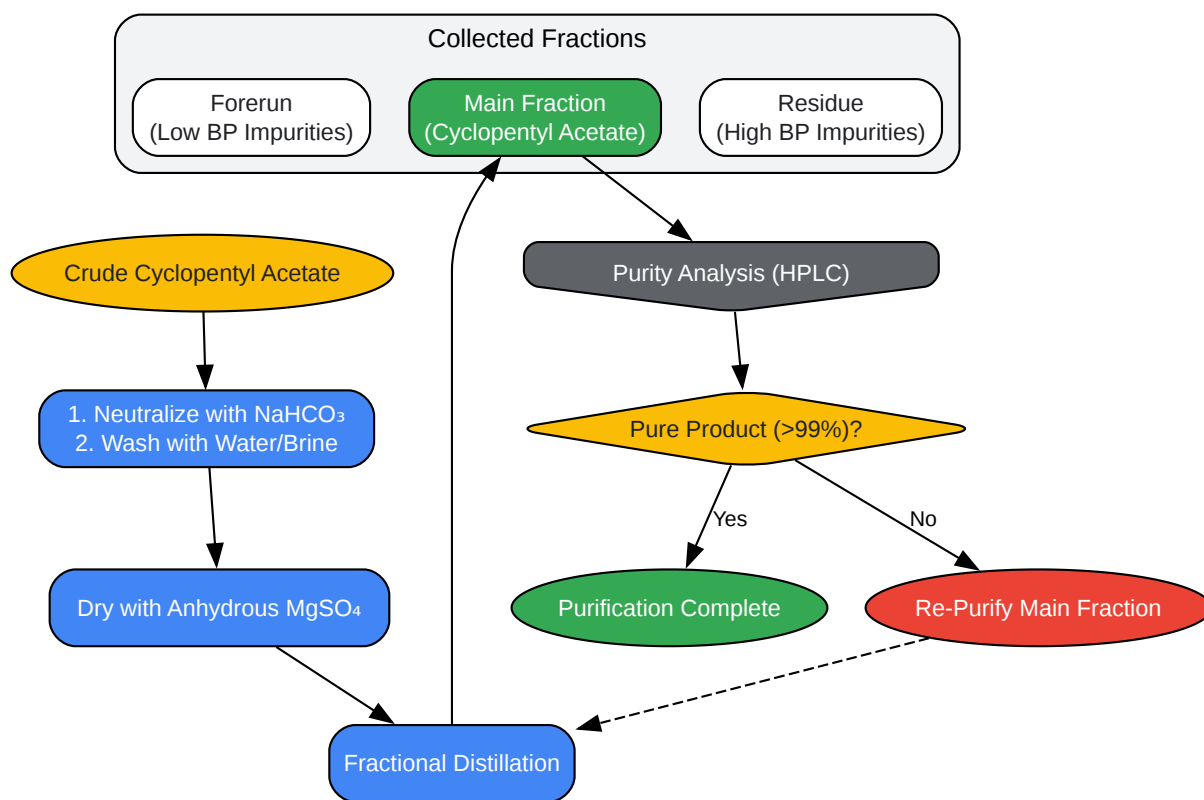 Collected Fractions
Forerun
(Low BP Impurities)
Main Fraction
(Cyclopentyl Acetate)
Residue
(High BP Impurities)
Crude Cyclopentyl Acetate
Purity Analysis (HPLC)
1. Neutralize with NaHCO₃
2. Wash with Water/Brine
Pure Product (>99%)?
Yes
No
Dry with Anhydrous MgSO₄
Purification Complete
Re-Purify Main Fraction
Fractional Distillation